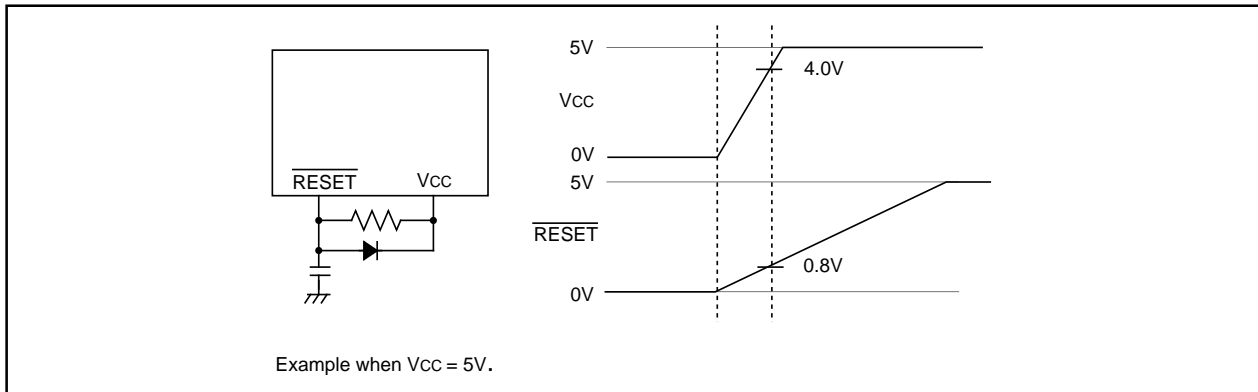 RESET VCC
5V
4.0V
VCC
0V
5V
RESET
0.8V
0V
Example when VCC = 5V.